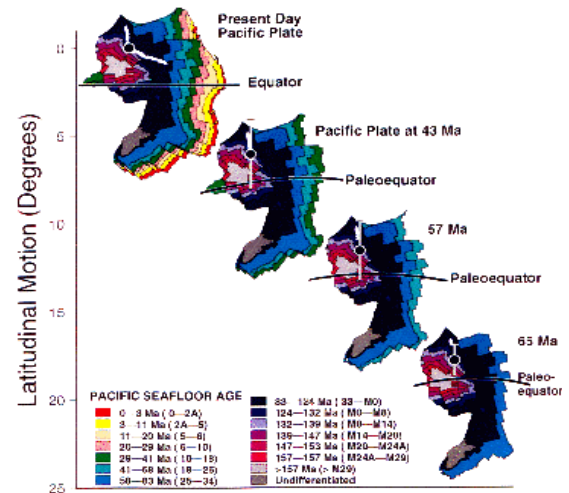 Present Day
Pacific Plate
0
Equator
5
Pacific Plate at 43 Ma
Paleoequator
10
57 Ma
Paleoequator
15
65 Ma
Paleo-
equator
20
25
Latitudinal Motion (Degrees)
PACIFIC SEAFLOOR AGE
0—3 Ma (0—2A)
3—11 Ma (2A—5)
11—20 Ma (5—6)
20—29 Ma (6—10)
29—41 Ma (10—18)
41—68 Ma (18—25)
56—83 Ma (25—34)
83—124 Ma (33—M0)
124—132 Ma (M0—M8)
132—139 Ma (M8—M14)
139—147 Ma (M14—M20)
147—153 Ma (M20—M24A)
157—157 Ma (M24A—M29)
>157 Ma (> M29)
Undifferentiated